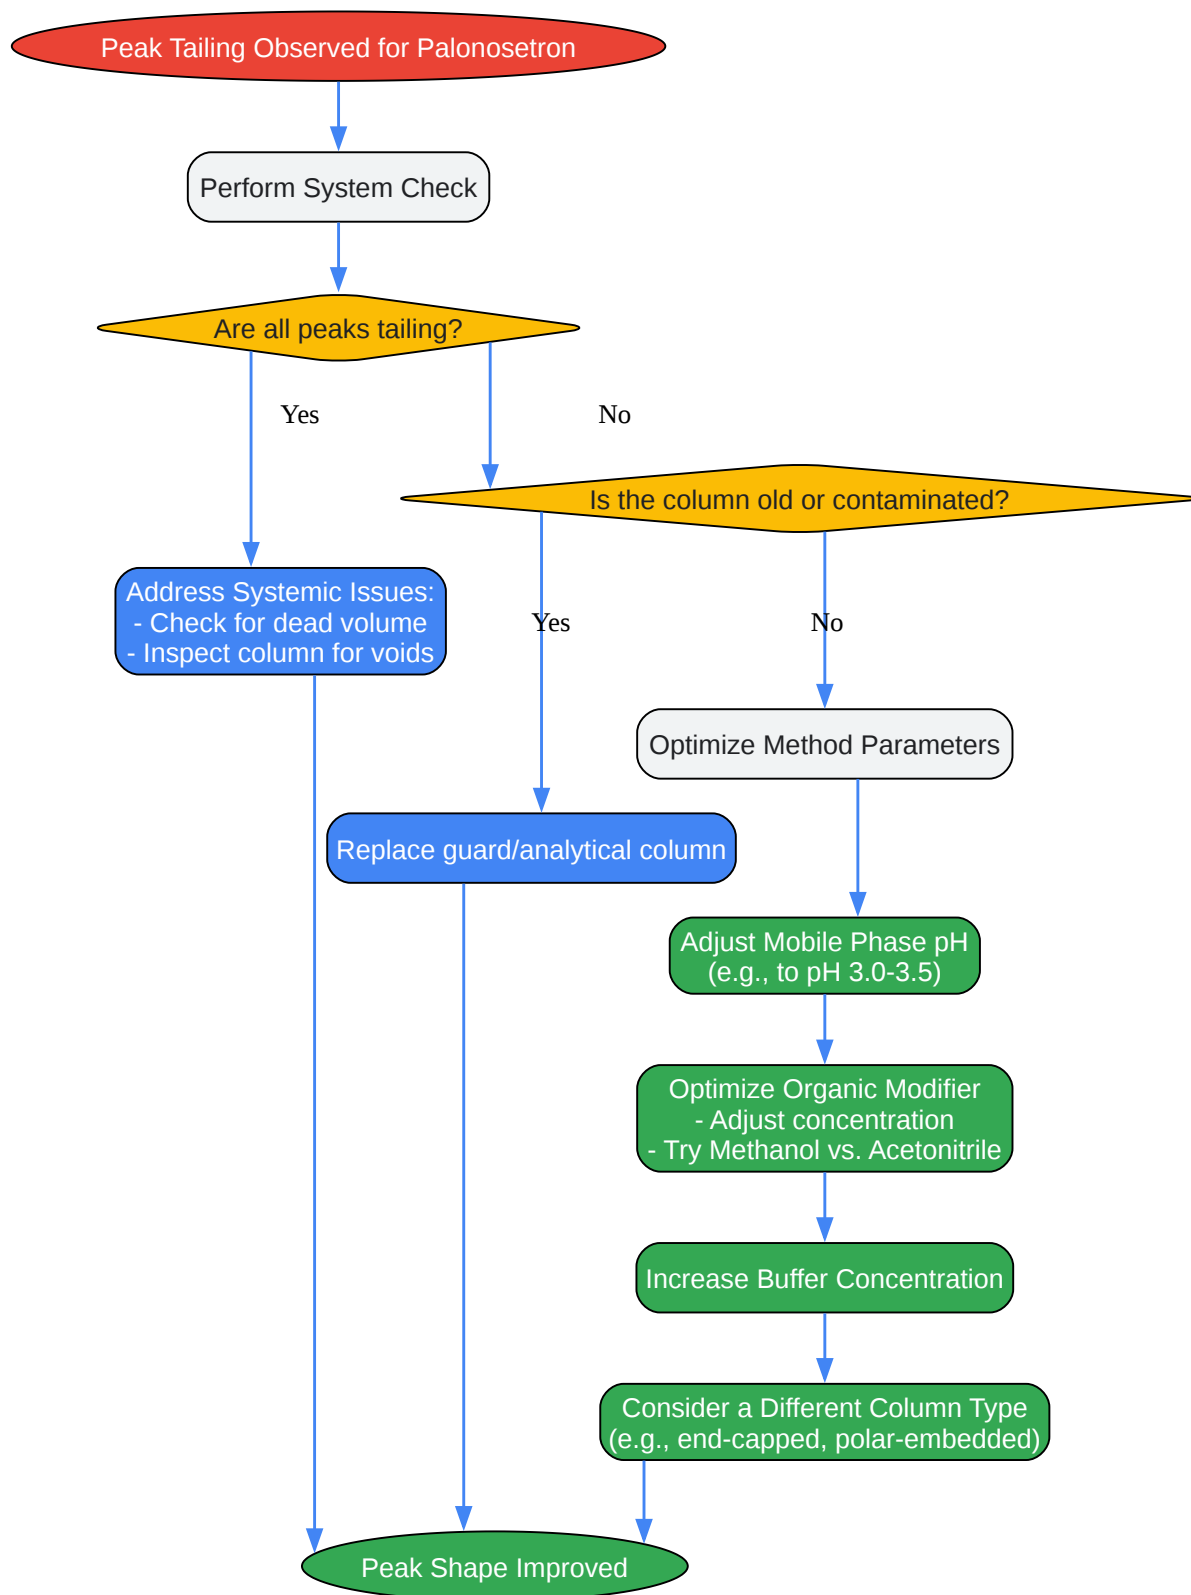 Peak Tailing Observed for Palonosetron
Perform System Check
Are all peaks tailing?
Yes
No
Is the column old or contaminated?
Address Systemic Issues:
- Check for dead volume
- Inspect column for voids
Yes
No
Optimize Method Parameters
Replace guard/analytical column
Adjust Mobile Phase pH
(e.g., to pH 3.0-3.5)
Optimize Organic Modifier
- Adjust concentration
- Try Methanol vs. Acetonitrile
Increase Buffer Concentration
Consider a Different Column Type
(e.g., end-capped, polar-embedded)
Peak Shape Improved